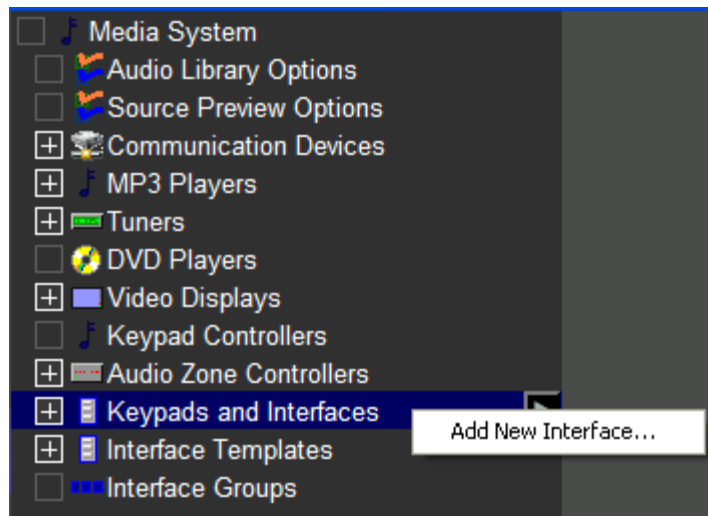 Media System
Audio Library Options
Source Preview Options
Communication Devices
MP3 Players
Tuners
DVD Players
Video Displays
Keypad Controllers
Audio Zone Controllers
Keypads and Interfaces
Add New Interface...
Interface Templates
Interface Groups